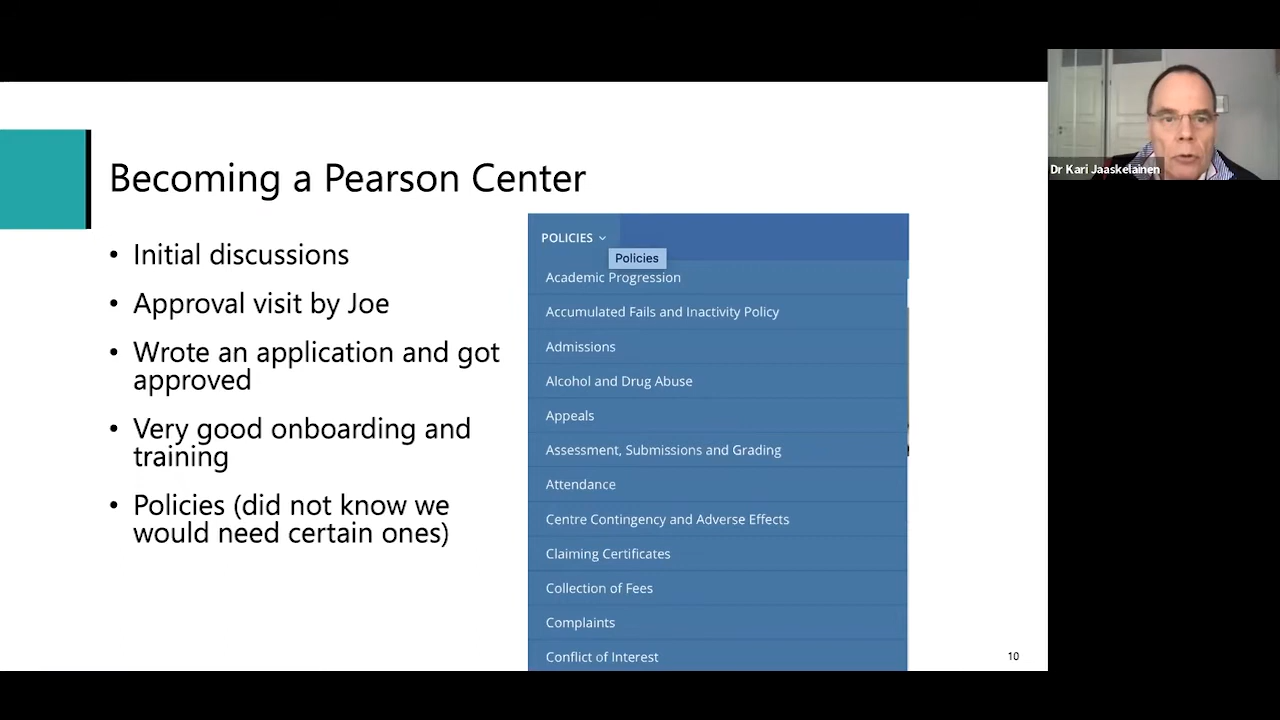 Becoming a Pearson Center
• Initial discussions
• Approval visit by Joe
• Wrote an application and got
approved
• Very good onboarding and
training
• Policies (did not know we
would need certain ones)
POLICIES
Policies
Academic Progression
Accumulated Fails and Inactivity Policy
Admissions
Alcohol and Drug Abuse
Appeals
Assessment, Submissions and Grading
Attendance
Centre Contingency and Adverse Effects
Claiming Certificates
Collection of Fees
Complaints
Conflict of Interest
10
Dr Kari Jaaskelainen